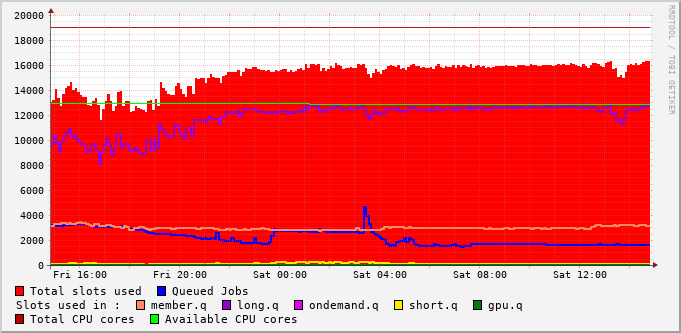 20000
18000
16000
14000
12000
10000
8000
6000
4000
2000
0
Fri 16:00 Fri 20:00 Sat 00:00 Sat 04:00 Sat 08:00 Sat 12:00
Total slots used Queued Jobs
Slots used in : member.q long.q ondemand.q short.q gpu.q
Total CPU cores Available CPU cores
RRDTOOL / TOBI OETIKER